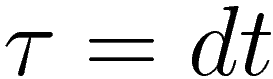 τ = dt